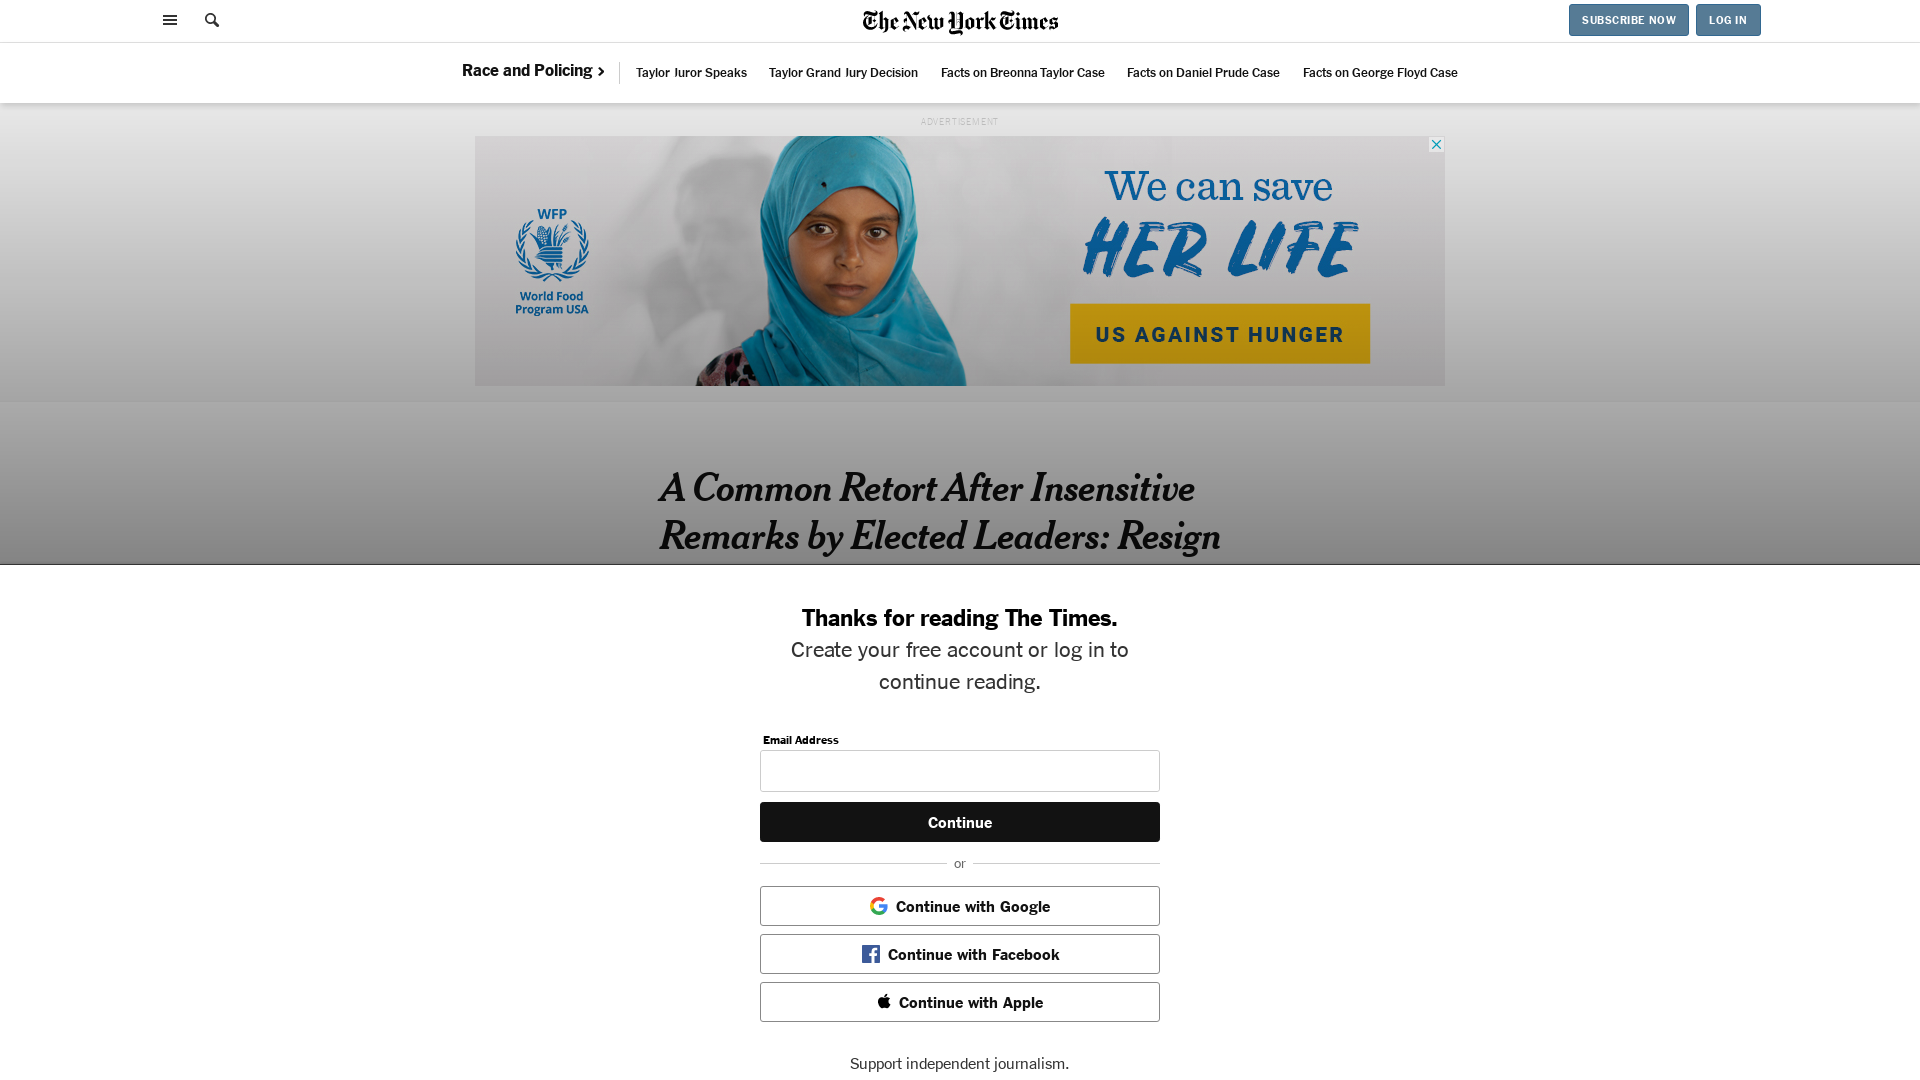 The New York Times
SUBSCRIBE NOW
LOG IN
Race and Policing
Taylor Juror Speaks
Taylor Grand Jury Decision
Facts on Breonna Taylor Case
Facts on Daniel Prude Case
Facts on George Floyd Case
ADVERTISEMENT
WFP
World Food
Program USA
We can save
HER LIFE
US AGAINST HUNGER
A Common Retort After Insensitive
Remarks by Elected Leaders: Resign
Thanks for reading The Times.
Create your free account or log in to
continue reading.
Email Address
Continue
or
Continue with Google
Continue with Facebook
Continue with Apple
Support independent journalism.